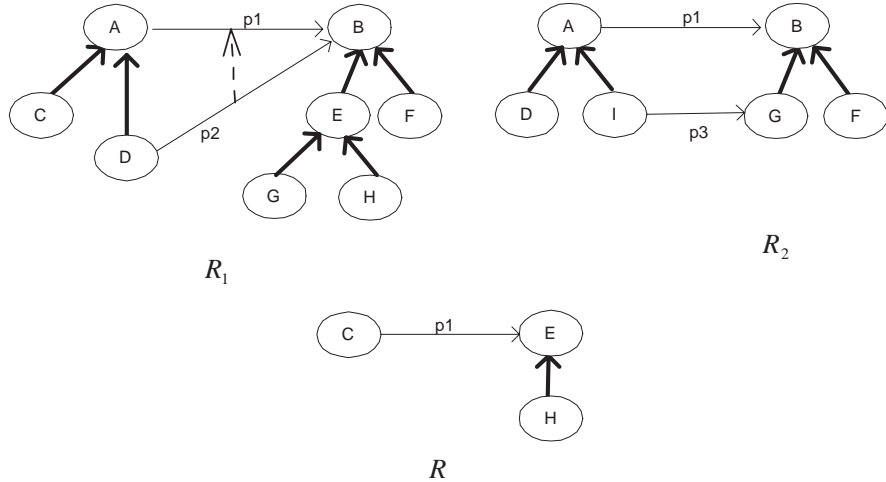 A p1 B
A p1 B
C D p2 E F
D I p3 G F
G H
R1
R2
C p1 E
H
R